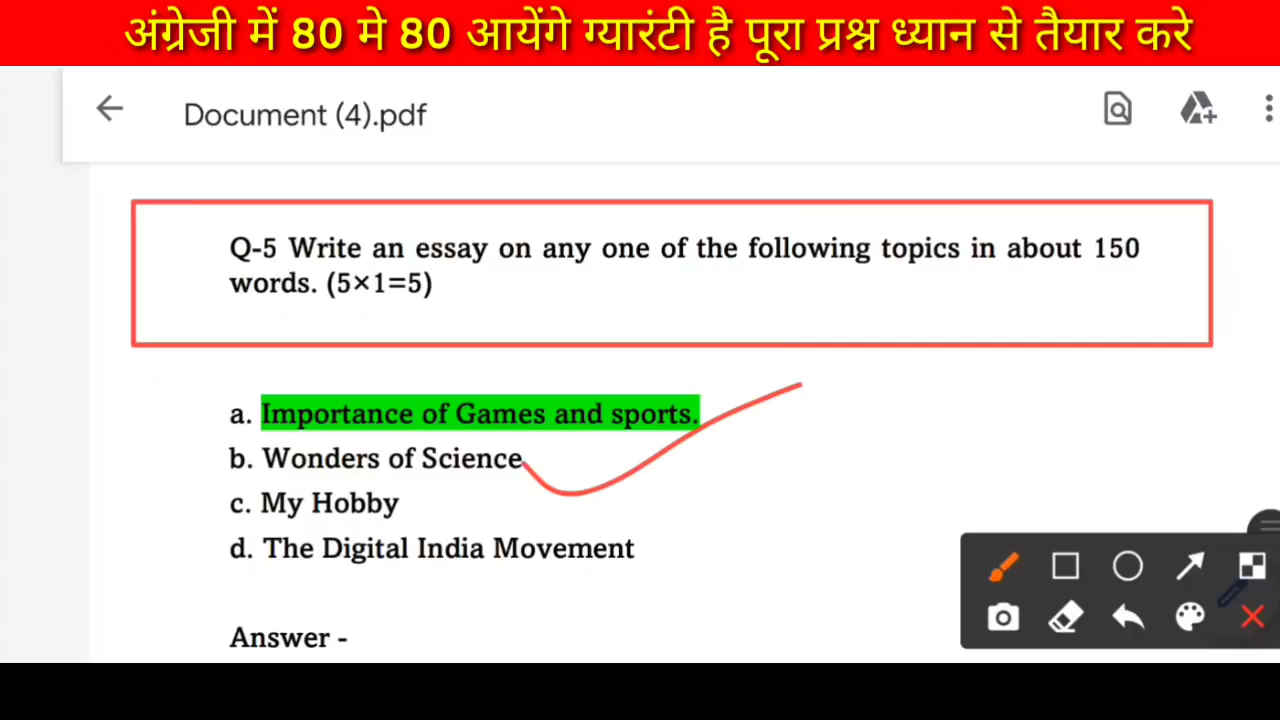 अंग्रेजी में 80 मे 80 आयेंगे ग्यारंटी है पूरा प्रश्न ध्यान से तैयार करे
Document (4).pdf
Q-5 Write an essay on any one of the following topics in about 150
words. (5×1=5)
a. Importance of Games and sports.
b. Wonders of Science
c. My Hobby
d. The Digital India Movement
Answer -